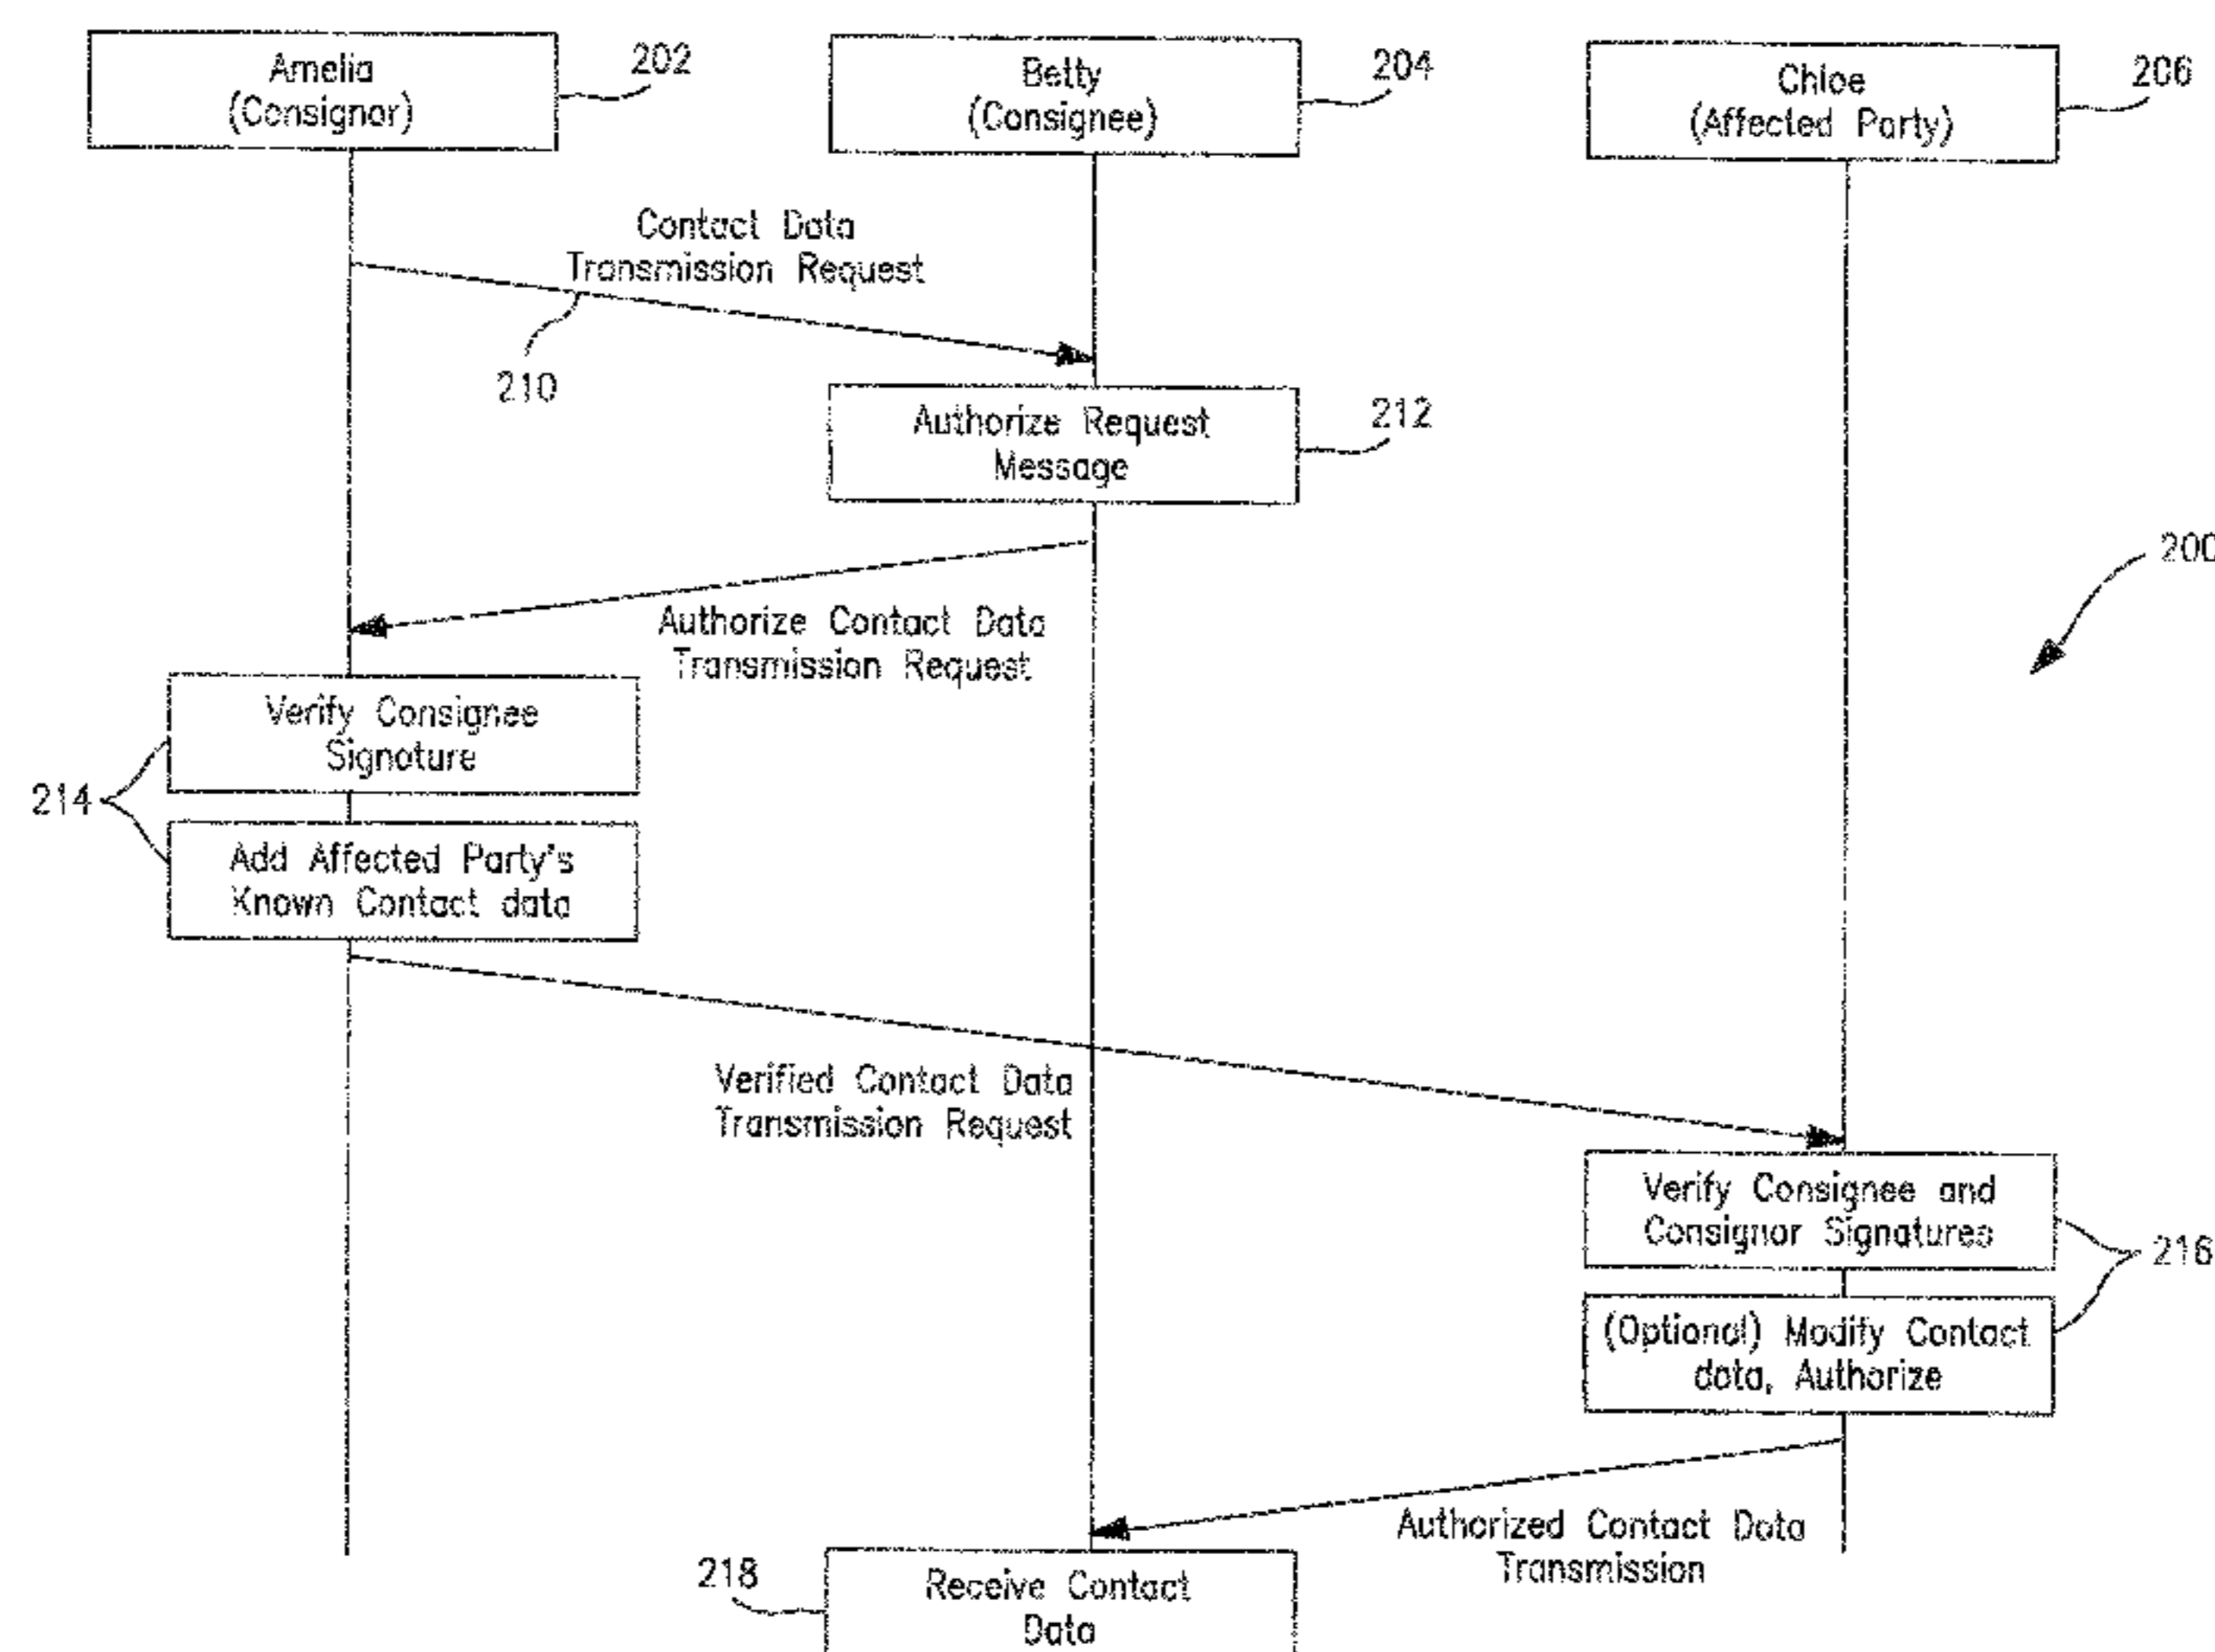 Amelia
(Consignor)
202
Betty
(Consignee)
204
Chloe
(Affected Party)
206
Contact Data
Transmission Request
210
Authorize Request
Message
212
200
Authorize Contact Data
Transmission Request
Verify Consignee
Signature
214
Add Affected Party's
Known Contact data
Verified Contact Data
Transmission Request
Verify Consignee and
Consignor Signatures
216
(Optional) Modify Contact
data, Authorize
Authorized Contact Data
Transmission
218
Receive Contact
Data